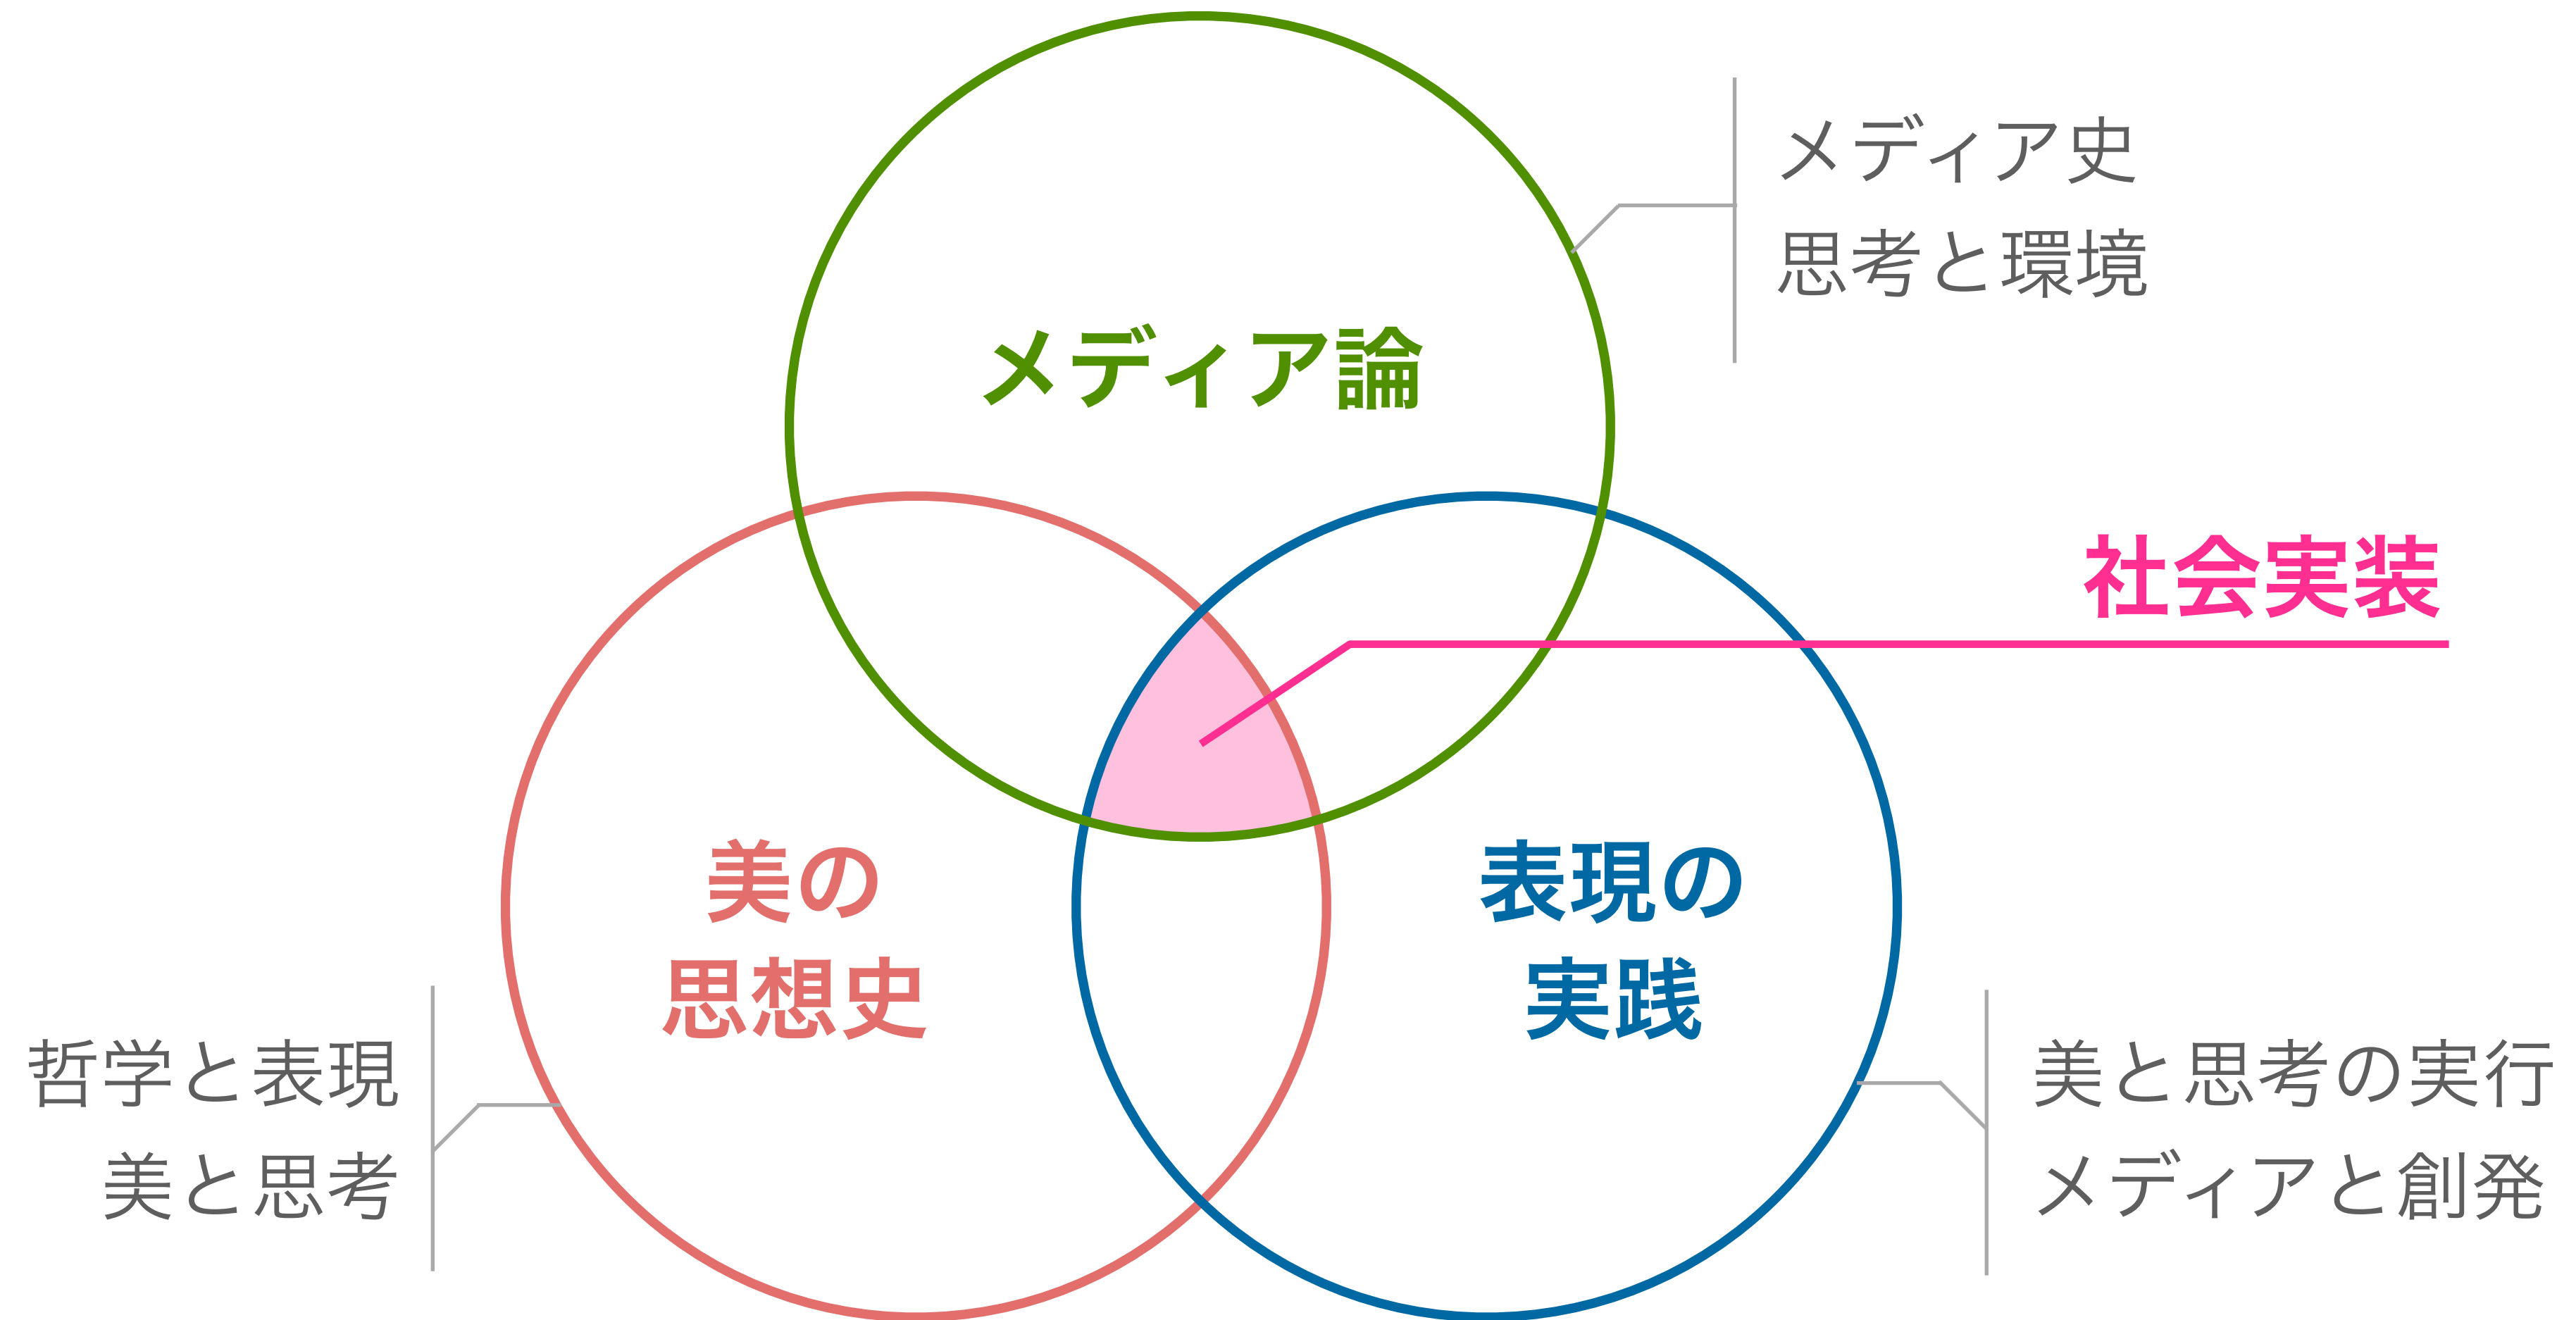 メディア史
思考と環境
メディア論
社会実装
美の
思想史
表現の
実践
哲学と表現
美と思考
美と思考の実行
メディアと創発